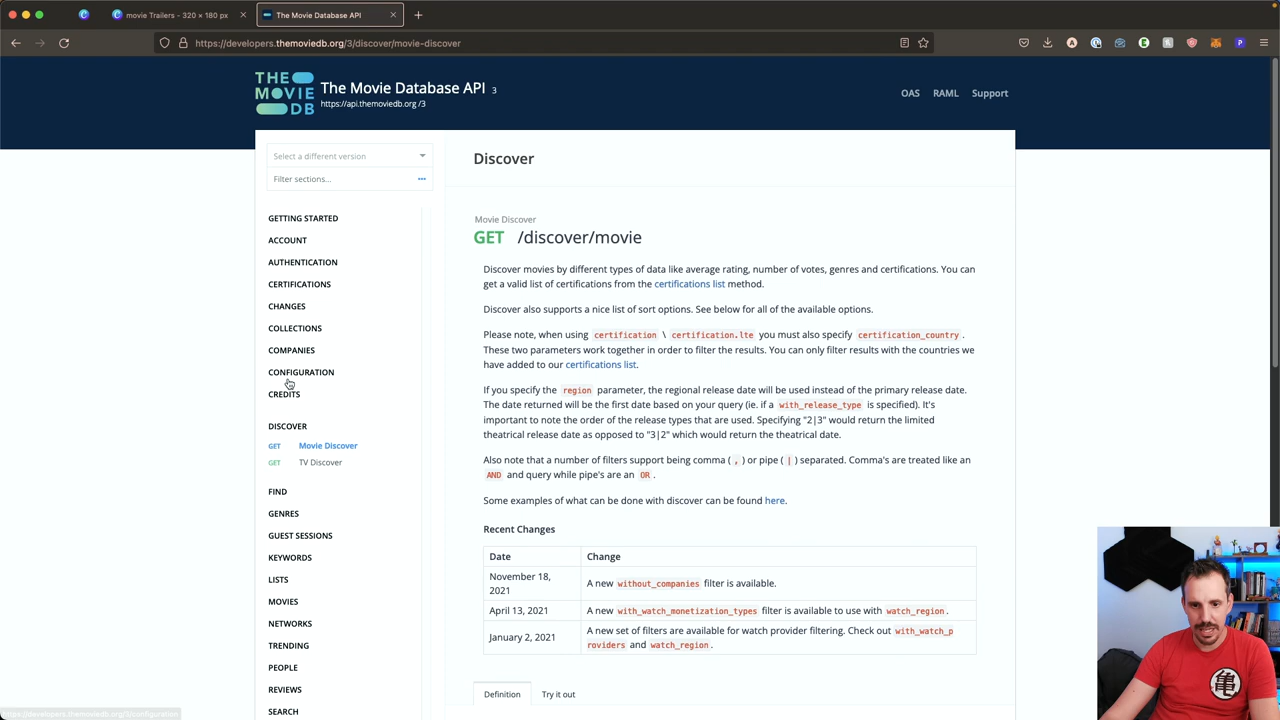 movie Trailers - 320 × 180 px
The Movie Database API
https://developers.themoviedb.org/3/discover/movie-discover
THE
MOVIE
DB
The Movie Database API 3
https://api.themoviedb.org /3
OAS RAML Support
Select a different version
Filter sections...
GETTING STARTED
ACCOUNT
AUTHENTICATION
CERTIFICATIONS
CHANGES
COLLECTIONS
COMPANIES
CONFIGURATION
CREDITS
DISCOVER
GET Movie Discover
GET TV Discover
FIND
GENRES
GUEST SESSIONS
KEYWORDS
LISTS
MOVIES
NETWORKS
TRENDING
PEOPLE
REVIEWS
SEARCH
https://developers.themoviedb.org/3/configuration
Discover
Movie Discover
GET /discover/movie
Discover movies by different types of data like average rating, number of votes, genres and certifications. You can
get a valid list of certifications from the certifications list method.
Discover also supports a nice list of sort options. See below for all of the available options.
Please note, when using certification \ certification.lte you must also specify certification_country .
These two parameters work together in order to filter the results. You can only filter results with the countries we
have added to our certifications list.
If you specify the region parameter, the regional release date will be used instead of the primary release date.
The date returned will be the first date based on your query (ie. if a with_release_type is specified). It's
important to note the order of the release types that are used. Specifying "2|3" would return the limited
theatrical release date as opposed to "3|2" which would return the theatrical date.
Also note that a number of filters support being comma ( , ) or pipe ( | ) separated. Comma's are treated like an
AND and query while pipe's are an OR .
Some examples of what can be done with discover can be found here.
Recent Changes
Date Change
November 18,
2021 A new without_companies filter is available.
April 13, 2021 A new with_watch_monetization_types filter is available to use with watch_region .
January 2, 2021 A new set of filters are available for watch provider filtering. Check out with_watch_p
roviders and watch_region .
Definition Try it out